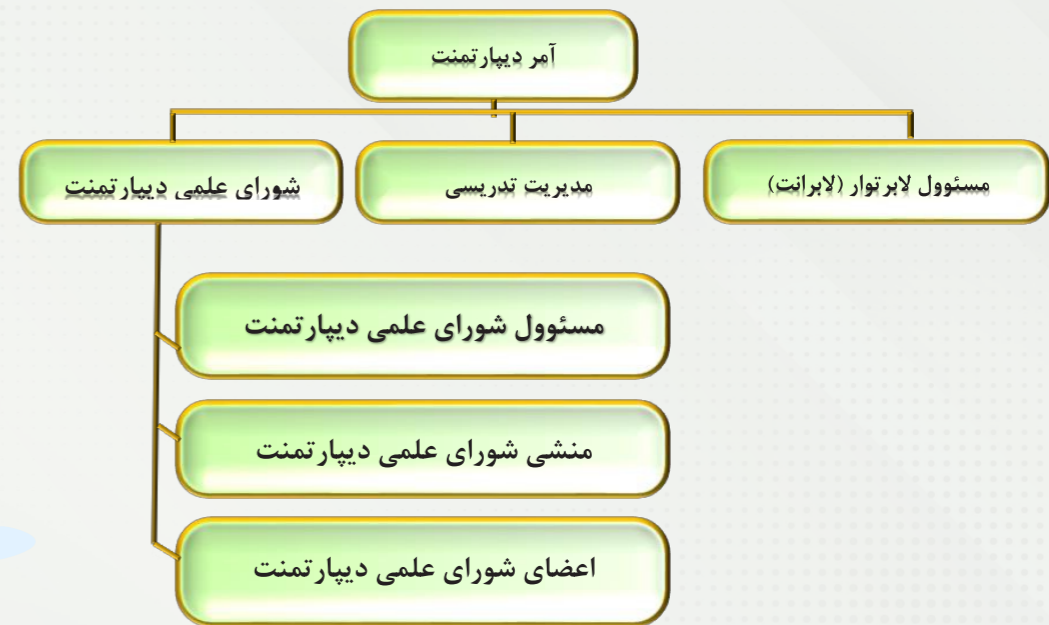 آمر دیپارتمنت
مسئوول لابرتوار (لابرانت)
مدیریت تدریسی
شورای علمی دیپارتمنت
مسئوول شورای علمی دیپارتمنت
منشی شورای علمی دیپارتمنت
اعضای شورای علمی دیپارتمنت